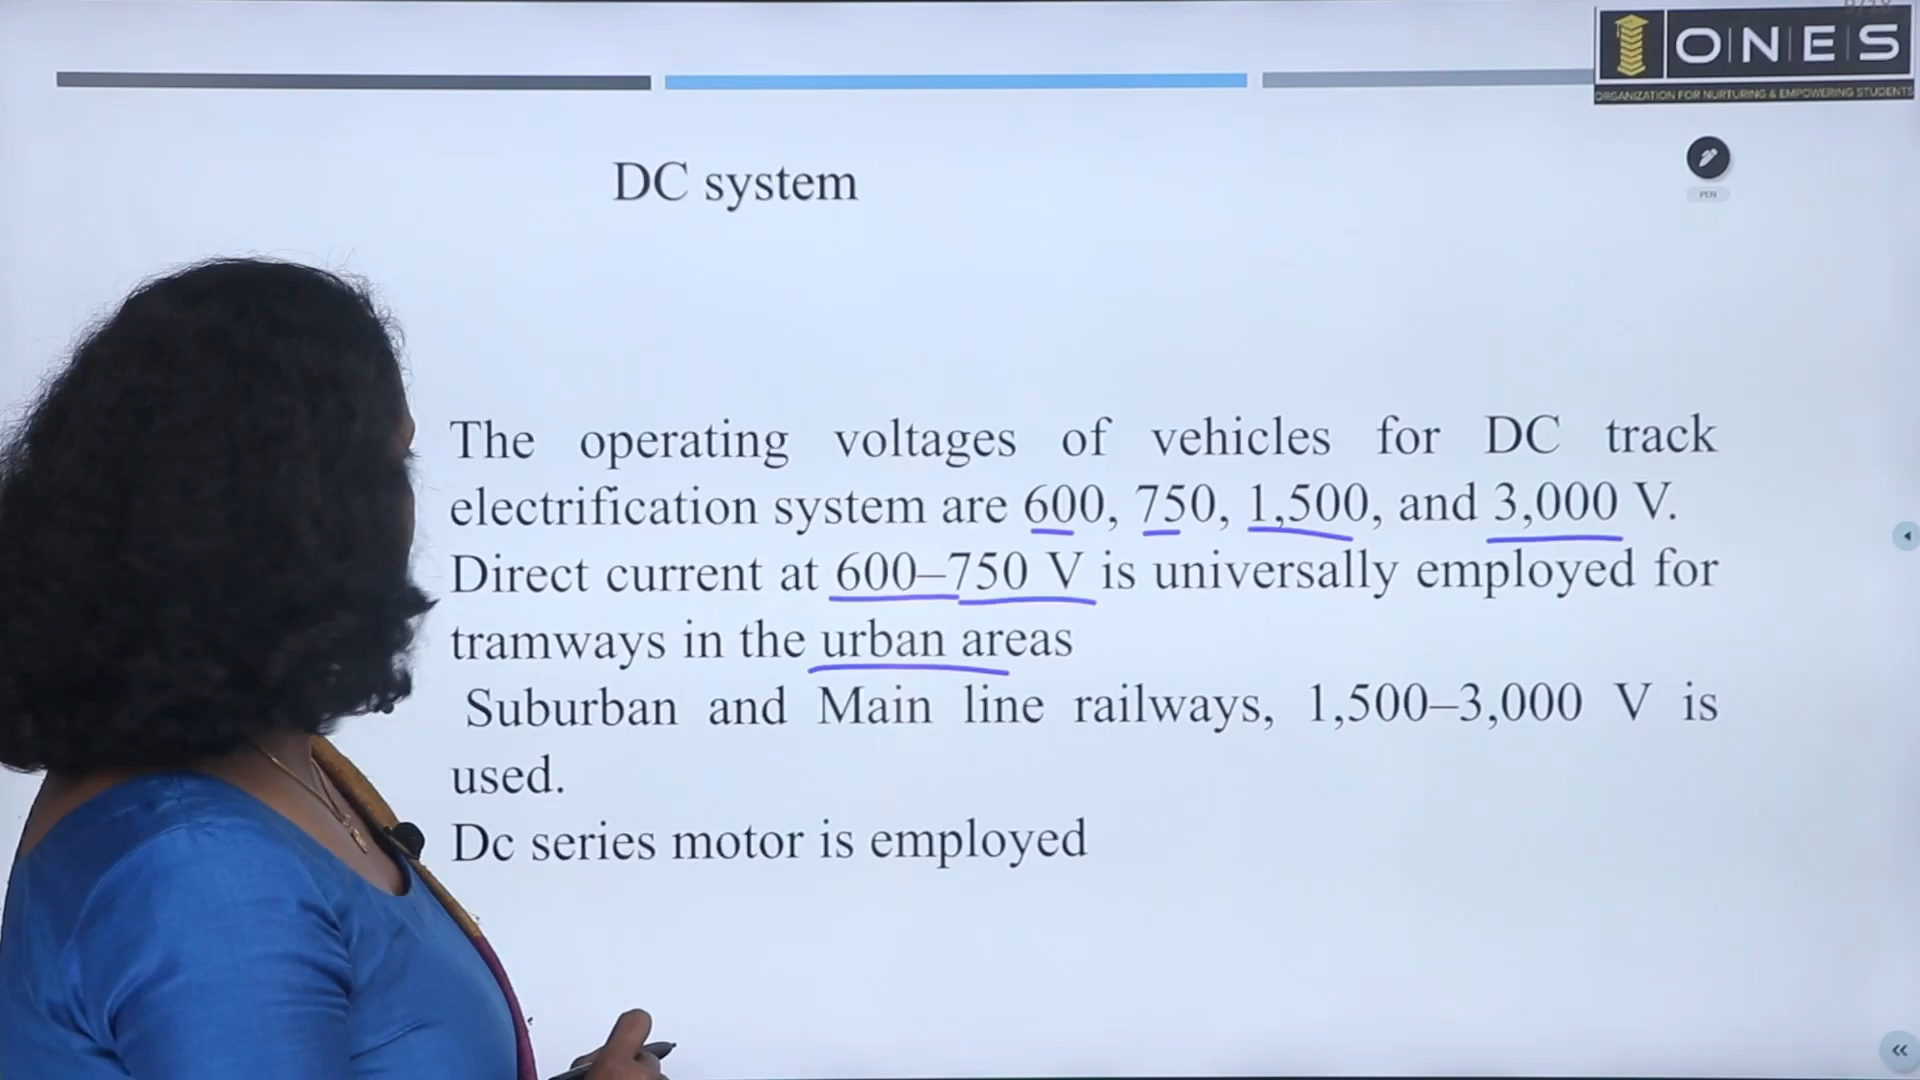 O|N|E|S
ORGANIZATION FOR NURTURING & EMPOWERING STUDENTS
PEN
DC system
The operating voltages of vehicles for DC track
electrification system are 600, 750, 1,500, and 3,000 V.
Direct current at 600–750 V is universally employed for
tramways in the urban areas
Suburban and Main line railways, 1,500–3,000 V is
used.
Dc series motor is employed